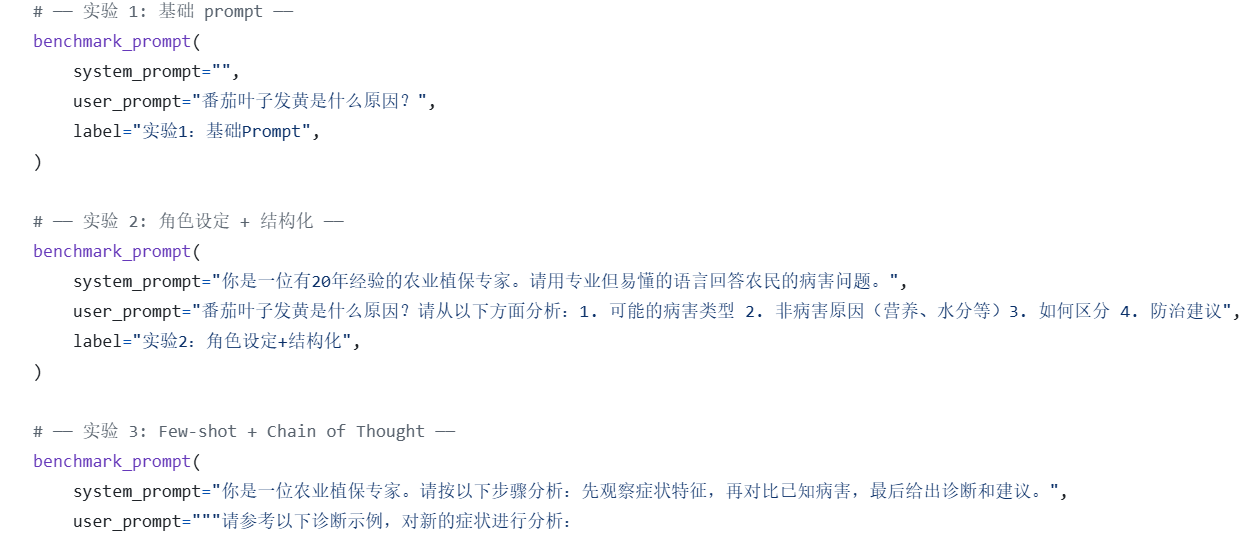 # —— 实验 1: 基础 prompt ——
benchmark_prompt(
    system_prompt="",
    user_prompt="番茄叶子发黄是什么原因？",
    label="实验1：基础Prompt",
)

# —— 实验 2: 角色设定 + 结构化 ——
benchmark_prompt(
    system_prompt="你是一位有20年经验的农业植保专家。请用专业但易懂的语言回答农民的病害问题。",
    user_prompt="番茄叶子发黄是什么原因？请从以下方面分析：1. 可能的病害类型 2. 非病害原因（营养、水分等）3. 如何区分 4. 防治建议",
    label="实验2：角色设定+结构化",
)

# —— 实验 3: Few-shot + Chain of Thought ——
benchmark_prompt(
    system_prompt="你是一位农业植保专家。请按以下步骤分析：先观察症状特征，再对比已知病害，最后给出诊断和建议。",
    user_prompt="""请参考以下诊断示例，对新的症状进行分析：